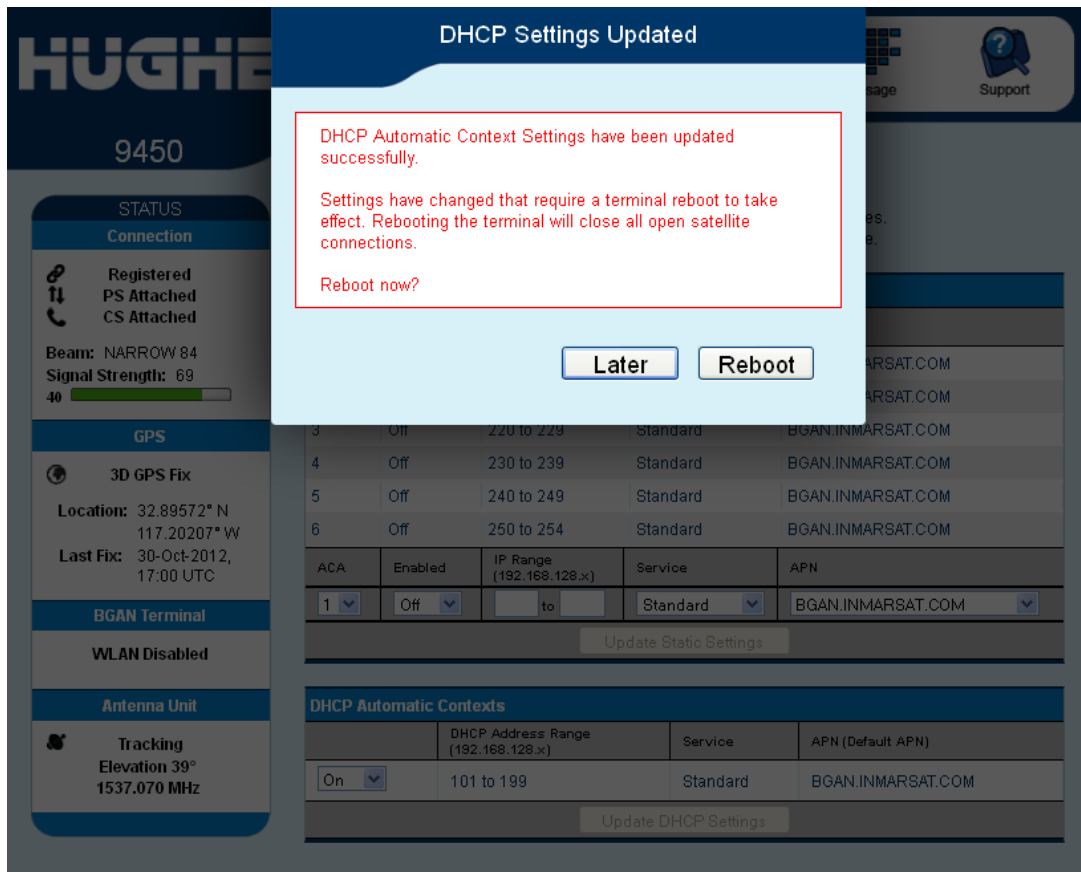 HUGHE
9450
STATUS
Connection
Registered
PS Attached
CS Attached
Beam: NARROW 84
Signal Strength: 69
40
GPS
3D GPS Fix
Location: 32.89572° N
117.20207° W
Last Fix: 30-Oct-2012,
17:00 UTC
BGAN Terminal
WLAN Disabled
Antenna Unit
Tracking
Elevation 39°
1537.070 MHz
DHCP Settings Updated
DHCP Automatic Context Settings have been updated
successfully.
Settings have changed that require a terminal reboot to take
effect. Rebooting the terminal will close all open satellite
connections.
Reboot now?
Later Reboot
sage Support
es.
e.
ARSAT.COM
ARSAT.COM
3 Off 220 to 229 Standard BGAN.INMARSAT.COM
4 Off 230 to 239 Standard BGAN.INMARSAT.COM
5 Off 240 to 249 Standard BGAN.INMARSAT.COM
6 Off 250 to 254 Standard BGAN.INMARSAT.COM
ACA Enabled IP Range (192.168.128.x) Service APN
1 Off to Standard BGAN.INMARSAT.COM
Update Static Settings
DHCP Automatic Contexts
DHCP Address Range (192.168.128.x) Service APN (Default APN)
On 101 to 199 Standard BGAN.INMARSAT.COM
Update DHCP Settings